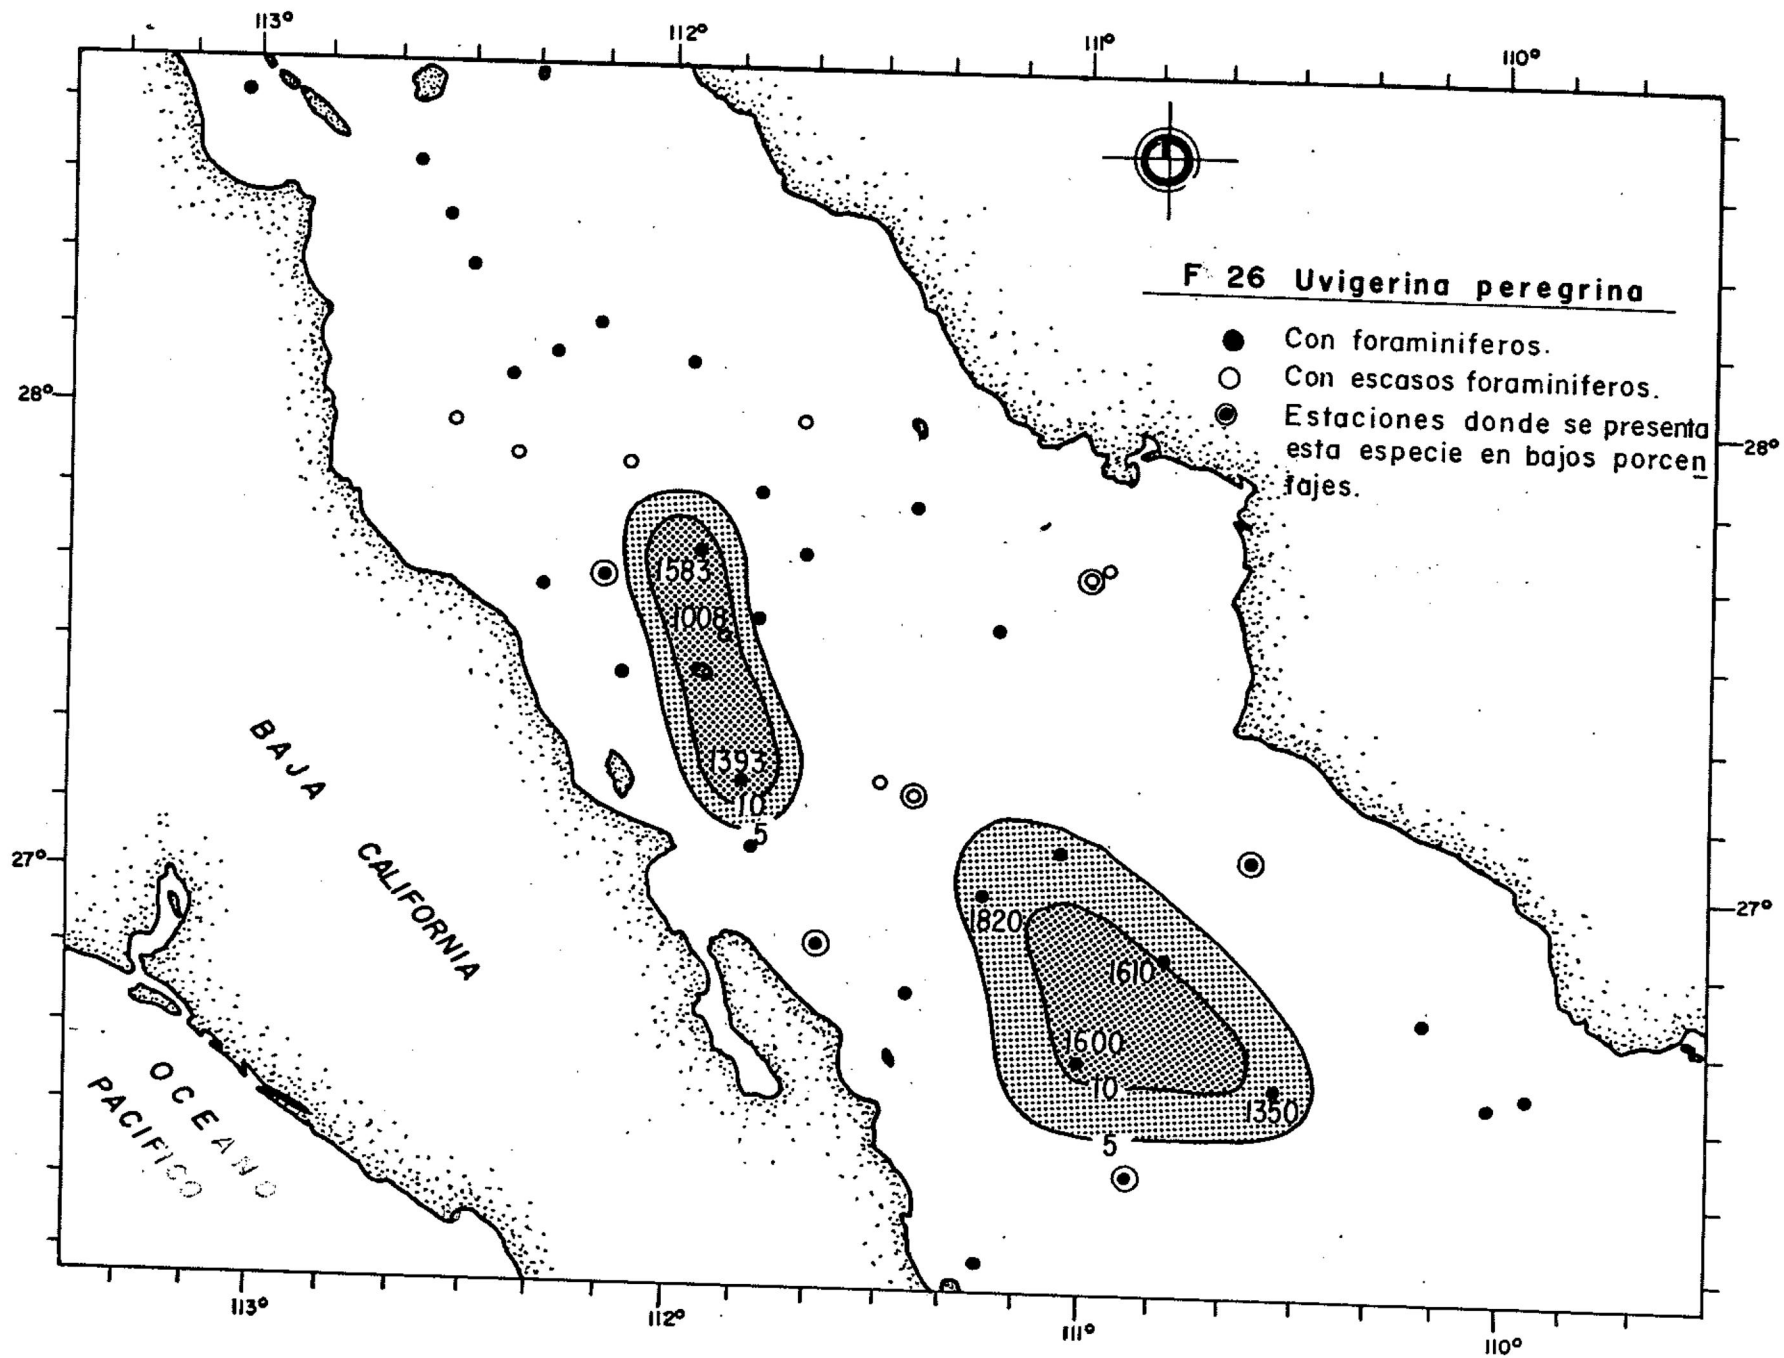 113°
112°
111°
110°
F 26 Uvigerina peregrina
Con foraminiferos.
Con escasos foraminiferos.
Estaciones donde se presenta
esta especie en bajos porcen
tajes.
28°
28°
1583
1008
1393
10
5
BAJA
CALIFORNIA
27°
27°
1820
1610
1600
10
1350
5
OCEANO
PACIFICO
113°
112°
111°
110°